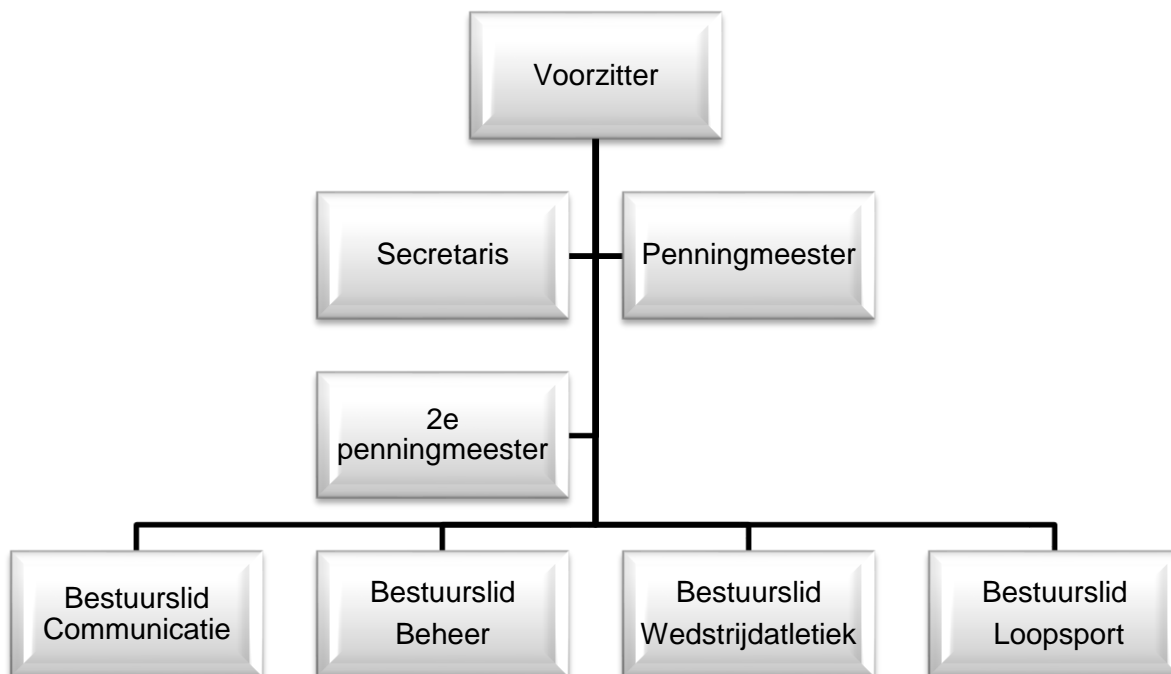 Voorzitter
Secretaris
Penningmeester
2e
penningmeester
Bestuurslid
Communicatie
Bestuurslid
Beheer
Bestuurslid
Wedstrijdatletiek
Bestuurslid
Loopsport